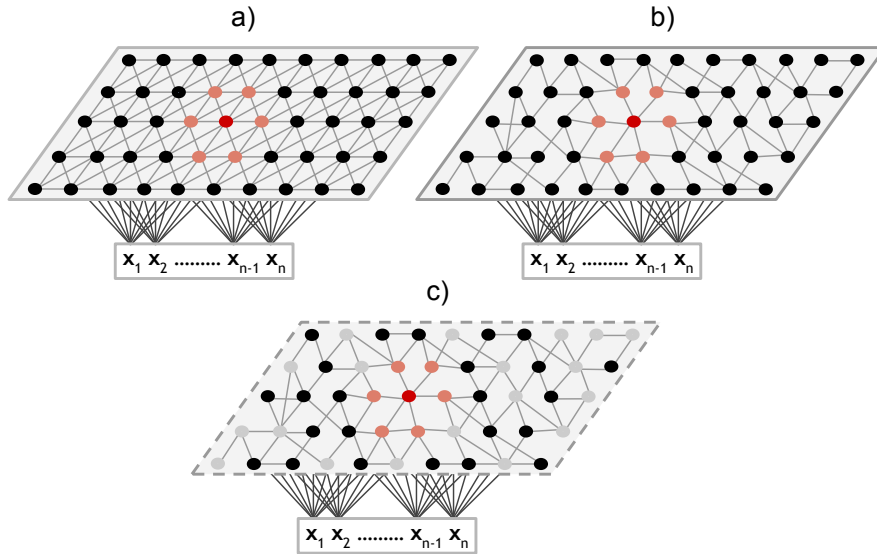 a)
b)
x1 x2 ......... xn-1 xn
x1 x2 ......... xn-1 xn
c)
x1 x2 ......... xn-1 xn